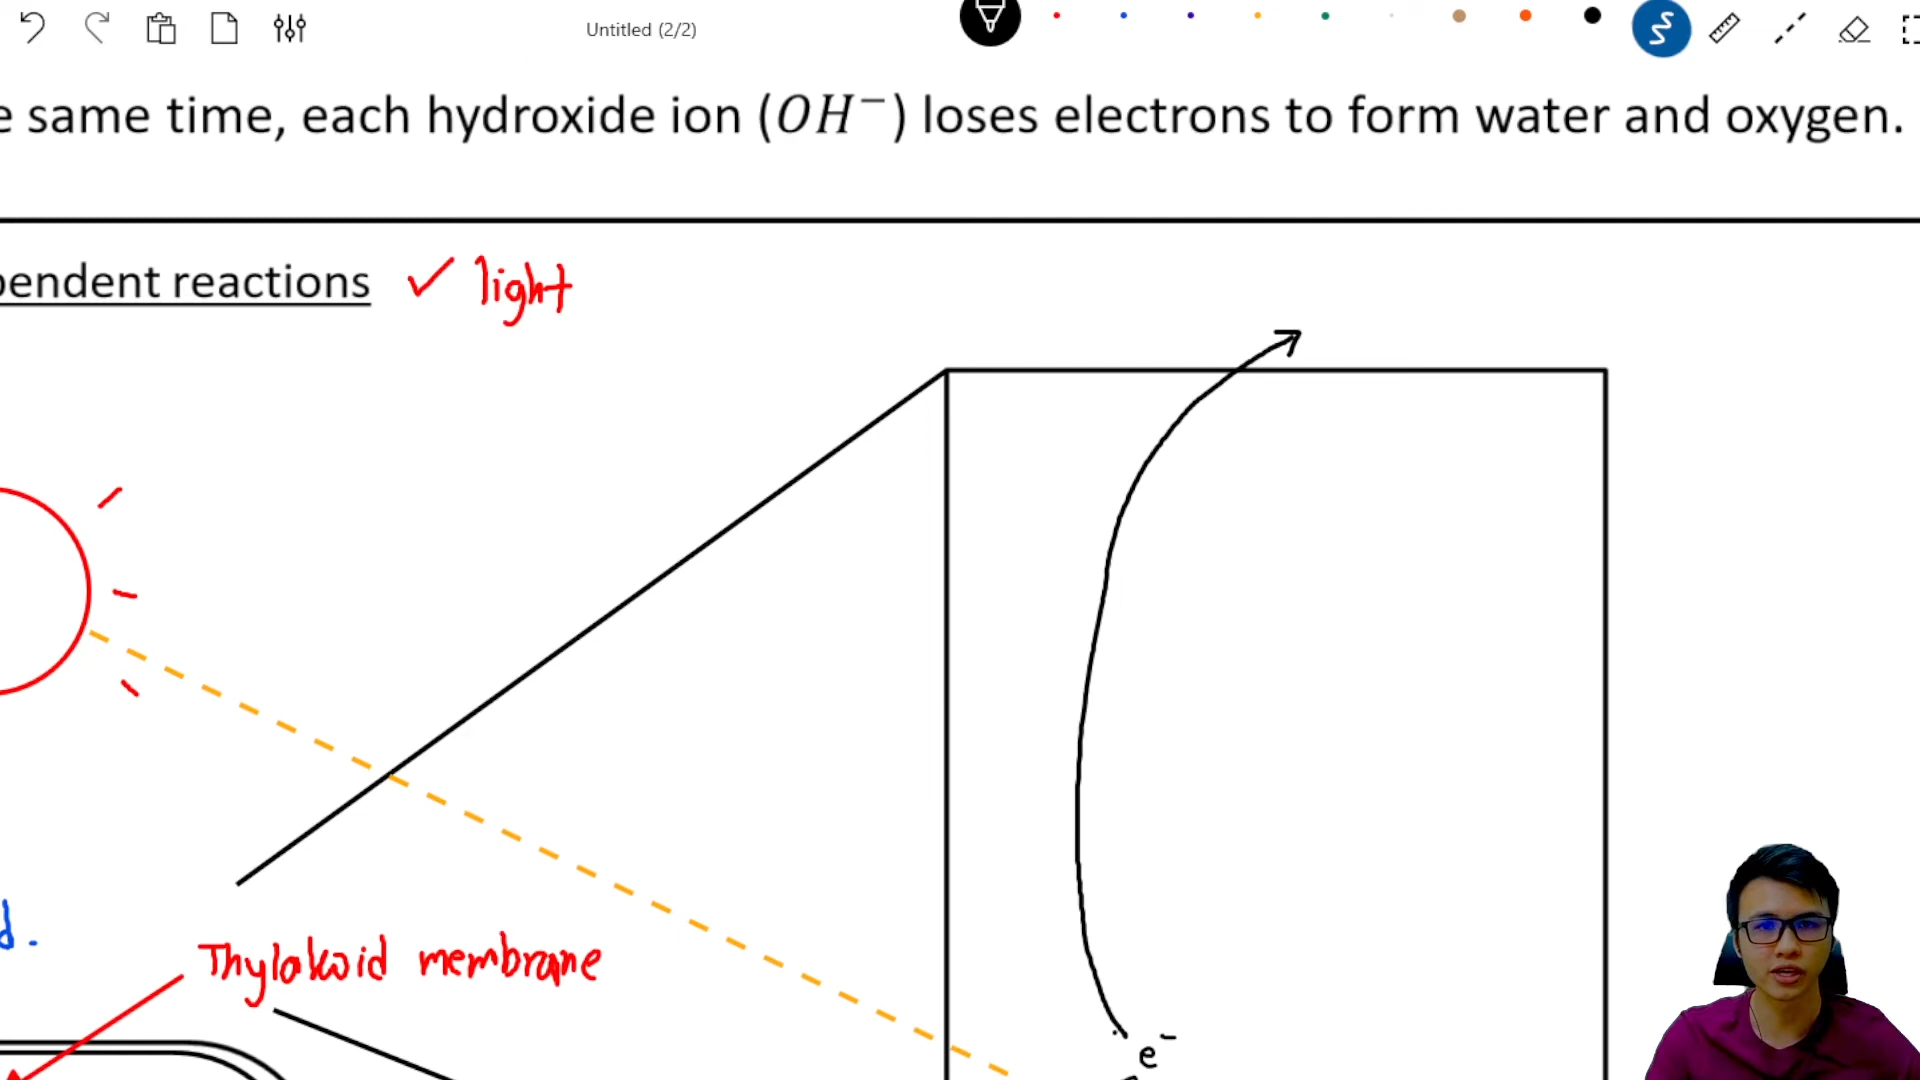 Untitled (2/2)
e same time, each hydroxide ion (OH⁻) loses electrons to form water and oxygen.
pendent reactions ✓ light
d.
Thylakoid membrane
e⁻